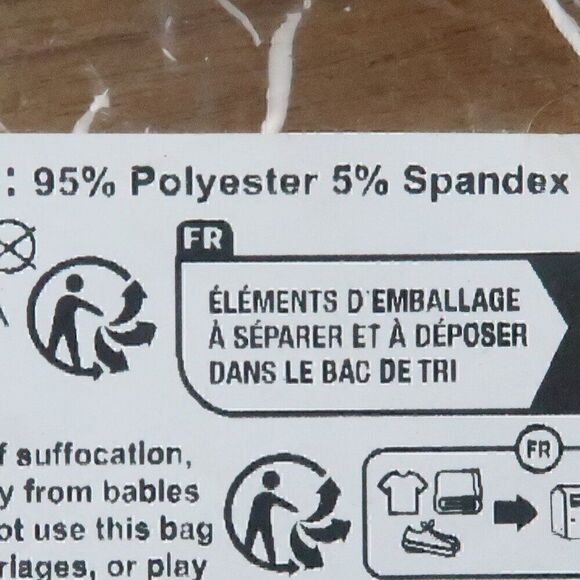 : 95% Polyester 5% Spandex
FR
ÉLÉMENTS D'EMBALLAGE
À SÉPARER ET À DÉPOSER
DANS LE BAC DE TRI
f suffocation,
y from babies
ot use this bag
rriages, or play
FR